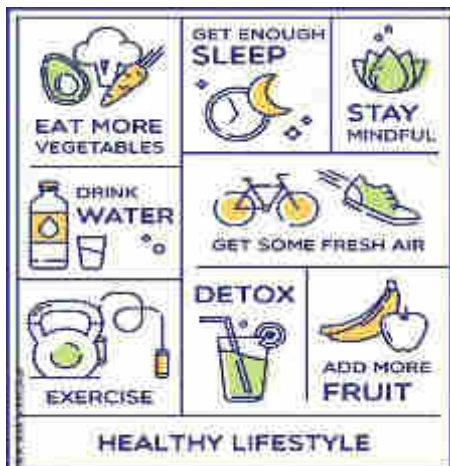 EAT MORE
VEGETABLES
GET ENOUGH
SLEEP
STAY
MINDFUL
DRINK
WATER
GET SOME FRESH AIR
EXERCISE
DETOX
ADD MORE
FRUIT
HEALTHY LIFESTYLE